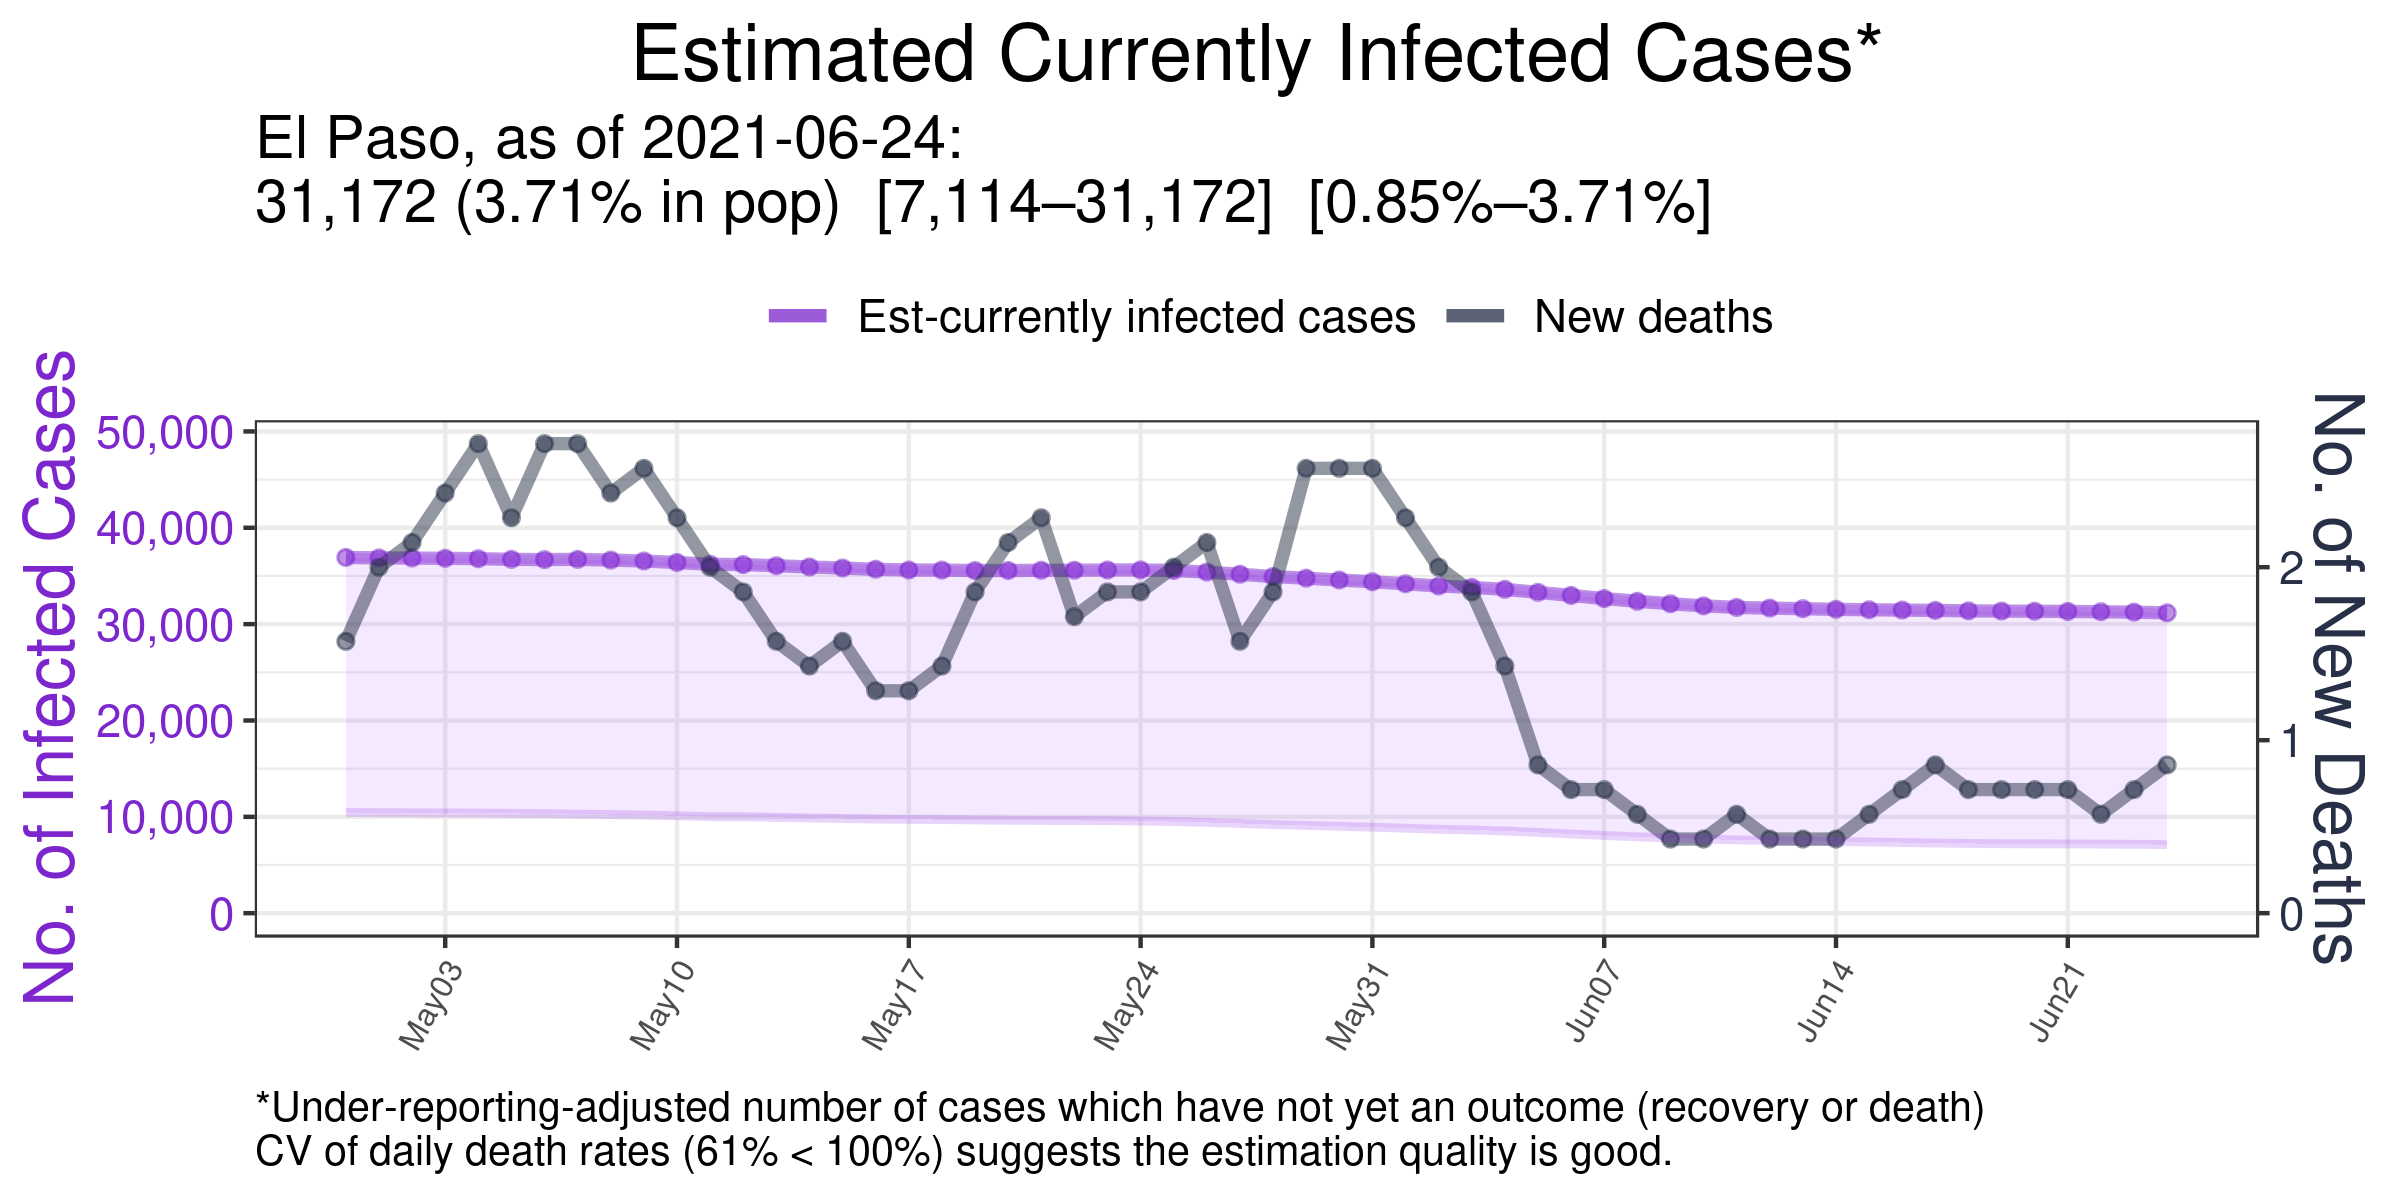 Estimated Currently Infected Cases*
El Paso, as of 2021-06-24:
31,172 (3.71% in pop)  [7,114–31,172]  [0.85%–3.71%]
Est-currently infected cases
New deaths
No. of Infected Cases
50,000
40,000
30,000
20,000
10,000
0
No. of New Deaths
2
1
0
May03
May10
May17
May24
May31
Jun07
Jun14
Jun21
*Under-reporting-adjusted number of cases which have not yet an outcome (recovery or death)
CV of daily death rates (61% < 100%) suggests the estimation quality is good.